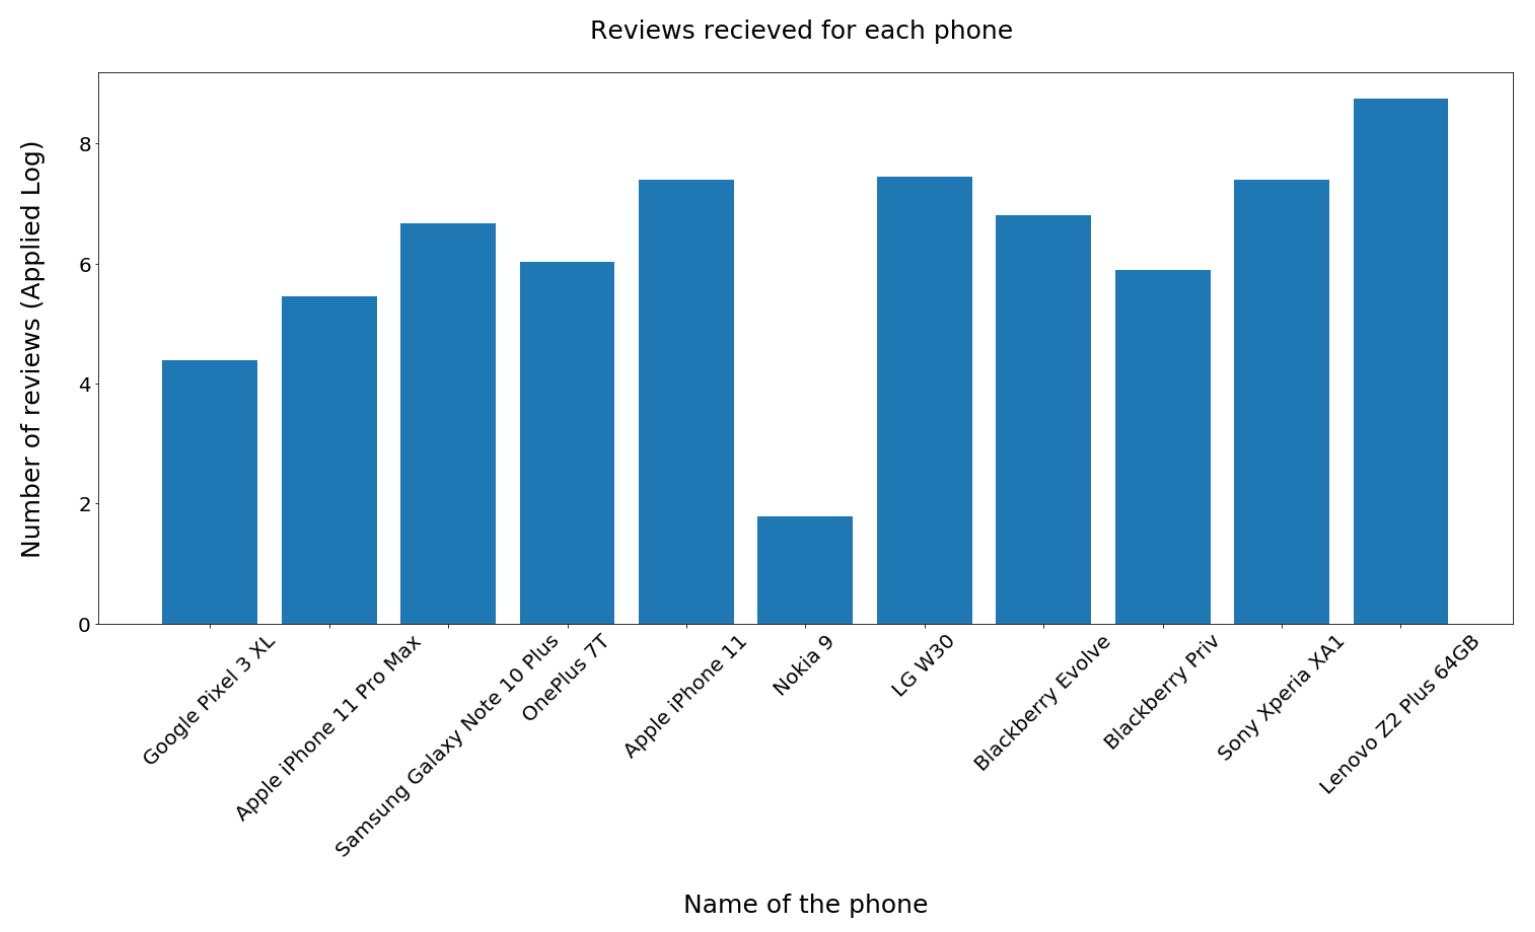 Reviews recieved for each phone
Number of reviews (Applied Log)
8
6
4
2
0
Google Pixel 3 XL
Apple iPhone 11 Pro Max
Samsung Galaxy Note 10 Plus
OnePlus 7T
Apple iPhone 11
Nokia 9
LG W30
Blackberry Evolve
Blackberry Priv
Sony Xperia XA1
Lenovo Z2 Plus 64GB
Name of the phone